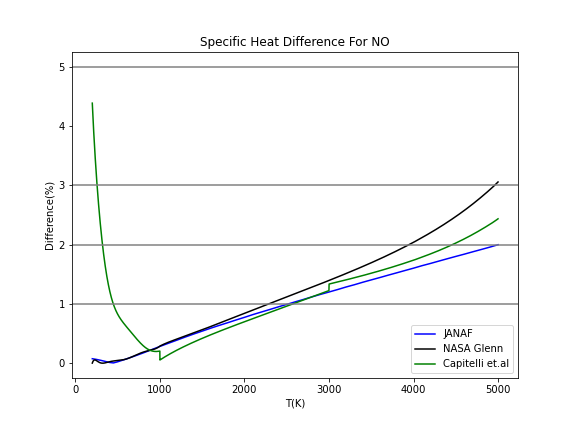 Specific Heat Difference For NO
5
4
3
2
1
0
Difference(%)
0
1000
2000
3000
4000
5000
T(K)
JANAF
NASA Glenn
Capitelli et.al